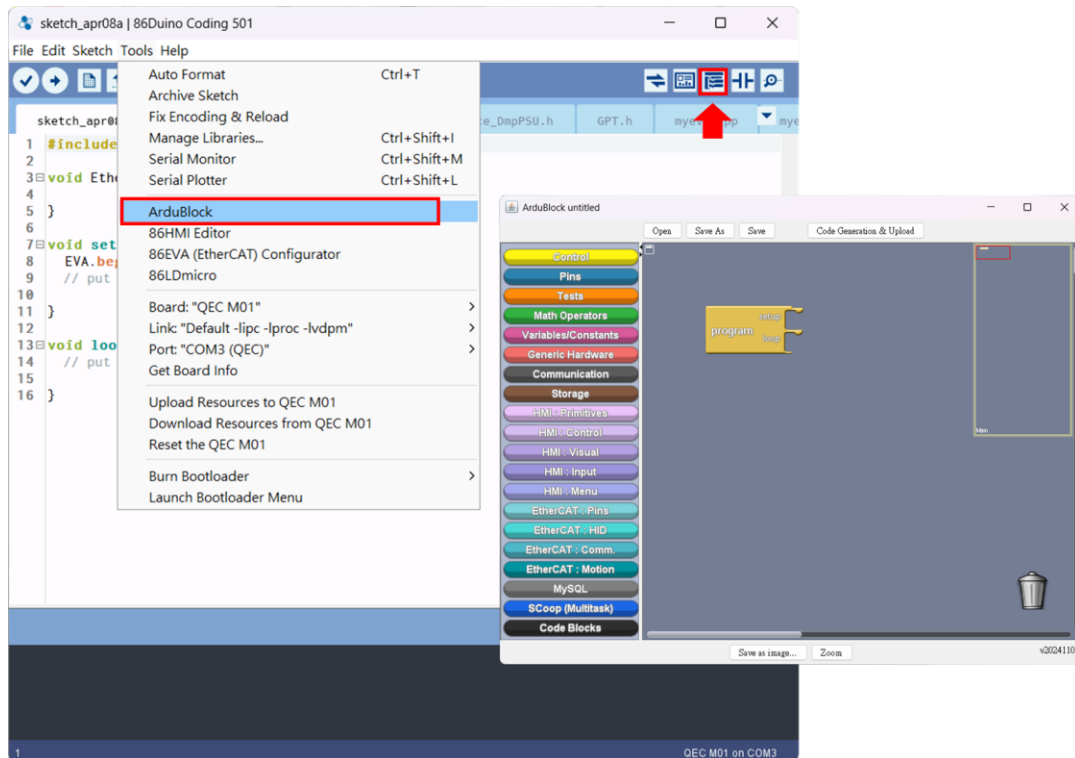 sketch_apr08a | 86Duino Coding 501
File Edit Sketch Tools Help
sketch_apr08
e_DmpPSU.h
GPT.h
1 #include
2
3 void Eth
4
5 }
6
7 void set
8 EVA.beg
9 // put
10
11 }
12
13 void loo
14 // put
15
16 }
Auto Format Ctrl+T
Archive Sketch
Fix Encoding & Reload
Manage Libraries... Ctrl+Shift+I
Serial Monitor Ctrl+Shift+M
Serial Plotter Ctrl+Shift+L
ArduBlock
86HMI Editor
86EVA (EtherCAT) Configurator
86LDmicro
Board: "QEC M01"
Link: "Default -lipc -lproc -lvdpm"
Port: "COM3 (QEC)"
Get Board Info
Upload Resources to QEC M01
Download Resources from QEC M01
Reset the QEC M01
Burn Bootloader
Launch Bootloader Menu
1
QEC M01 on COM3
ArduBlock untitled
Open Save As Save Code Generation & Upload
Control
Pins
Tests
Math Operators
Variables/Constants
Generic Hardware
Communication
Storage
HMI : Primitives
HMI : Control
HMI : Visual
HMI : Input
HMI : Menu
EtherCAT : Pins
EtherCAT : HID
EtherCAT : Comm.
EtherCAT : Motion
MySQL
SCoop (Multitask)
Code Blocks
program
setup
loop
Main
Save as image... Zoom
v2024110